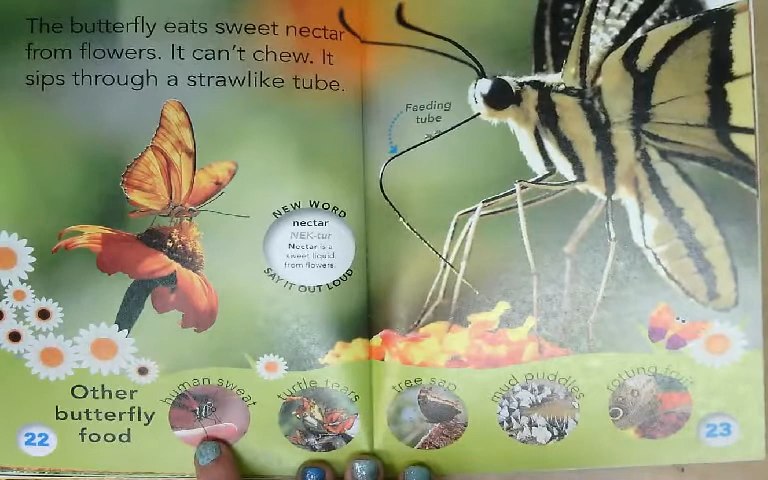 The butterfly eats sweet nectar
from flowers. It can't chew. It
sips through a strawlike tube.
Feeding
tube
NEW WORD
nectar
NEK-tur
Nectar is a
sweet liquid
from flowers.
SAY IT OUT LOUD
Other
butterfly
food
human sweat
turtle tears
tree sap
mud puddles
rotting fruit
22
23